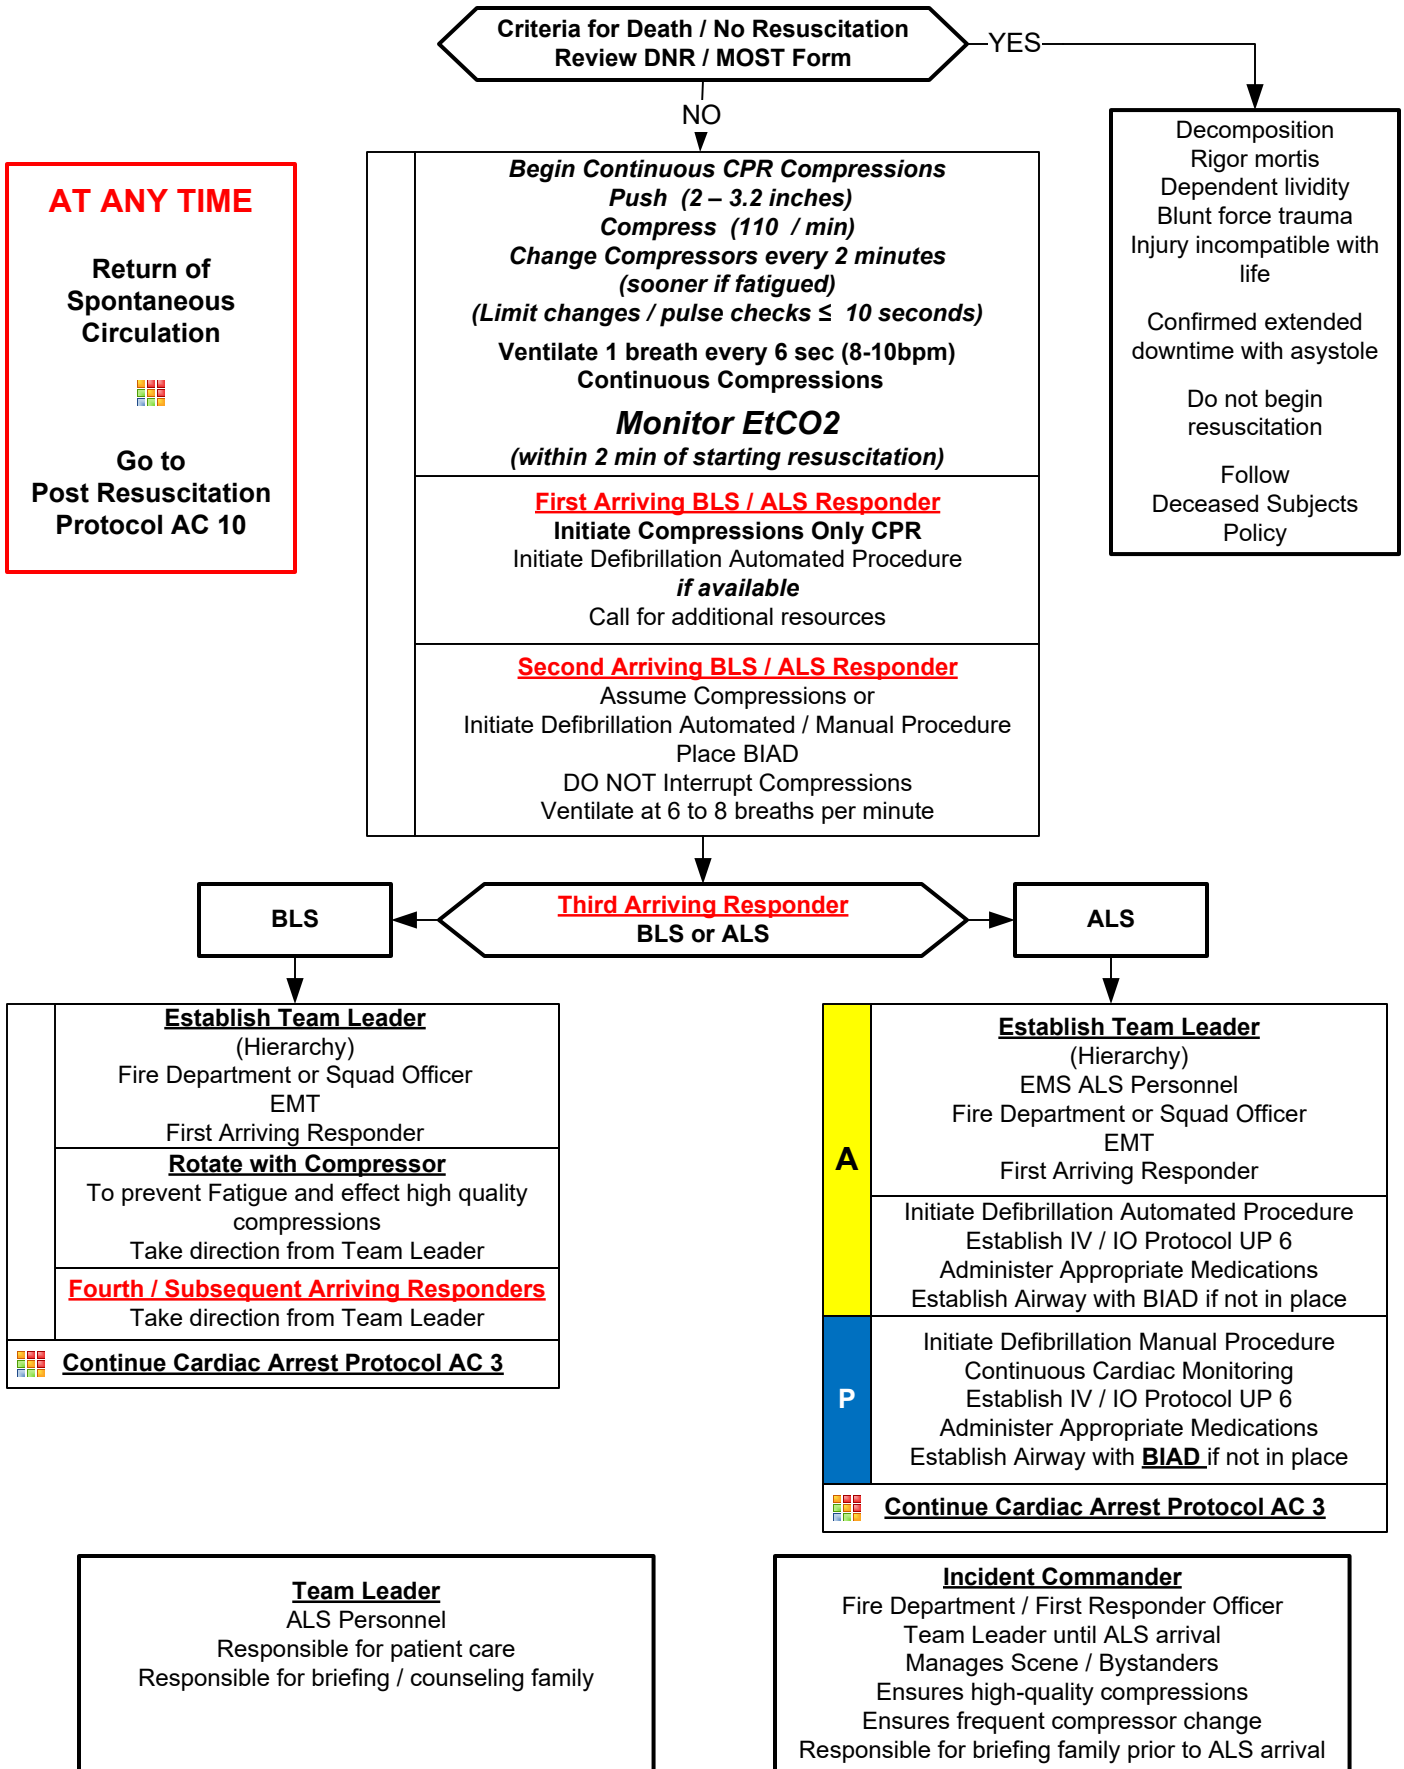 Criteria for Death / No Resuscitation
Review DNR / MOST Form
YES
NO
Decomposition
Rigor mortis
Dependent lividity
Blunt force trauma
Injury incompatible with
life
Confirmed extended
downtime with asystole
Do not begin
resuscitation
Follow
Deceased Subjects
Policy
AT ANY TIME
Return of
Spontaneous
Circulation
Go to
Post Resuscitation
Protocol AC 10
Begin Continuous CPR Compressions
Push (2 – 3.2 inches)
Compress (110 / min)
Change Compressors every 2 minutes
(sooner if fatigued)
(Limit changes / pulse checks ≤ 10 seconds)
Ventilate 1 breath every 6 sec (8-10bpm)
Continuous Compressions
Monitor EtCO2
(within 2 min of starting resuscitation)
First Arriving BLS / ALS Responder
Initiate Compressions Only CPR
Initiate Defibrillation Automated Procedure
if available
Call for additional resources
Second Arriving BLS / ALS Responder
Assume Compressions or
Initiate Defibrillation Automated / Manual Procedure
Place BIAD
DO NOT Interrupt Compressions
Ventilate at 6 to 8 breaths per minute
BLS
Third Arriving Responder
BLS or ALS
ALS
Establish Team Leader
(Hierarchy)
Fire Department or Squad Officer
EMT
First Arriving Responder
Rotate with Compressor
To prevent Fatigue and effect high quality
compressions
Take direction from Team Leader
Fourth / Subsequent Arriving Responders
Take direction from Team Leader
Continue Cardiac Arrest Protocol AC 3
A
Establish Team Leader
(Hierarchy)
EMS ALS Personnel
Fire Department or Squad Officer
EMT
First Arriving Responder
Initiate Defibrillation Automated Procedure
Establish IV / IO Protocol UP 6
Administer Appropriate Medications
Establish Airway with BIAD if not in place
P
Initiate Defibrillation Manual Procedure
Continuous Cardiac Monitoring
Establish IV / IO Protocol UP 6
Administer Appropriate Medications
Establish Airway with BIAD if not in place
Continue Cardiac Arrest Protocol AC 3
Team Leader
ALS Personnel
Responsible for patient care
Responsible for briefing / counseling family
Incident Commander
Fire Department / First Responder Officer
Team Leader until ALS arrival
Manages Scene / Bystanders
Ensures high-quality compressions
Ensures frequent compressor change
Responsible for briefing family prior to ALS arrival